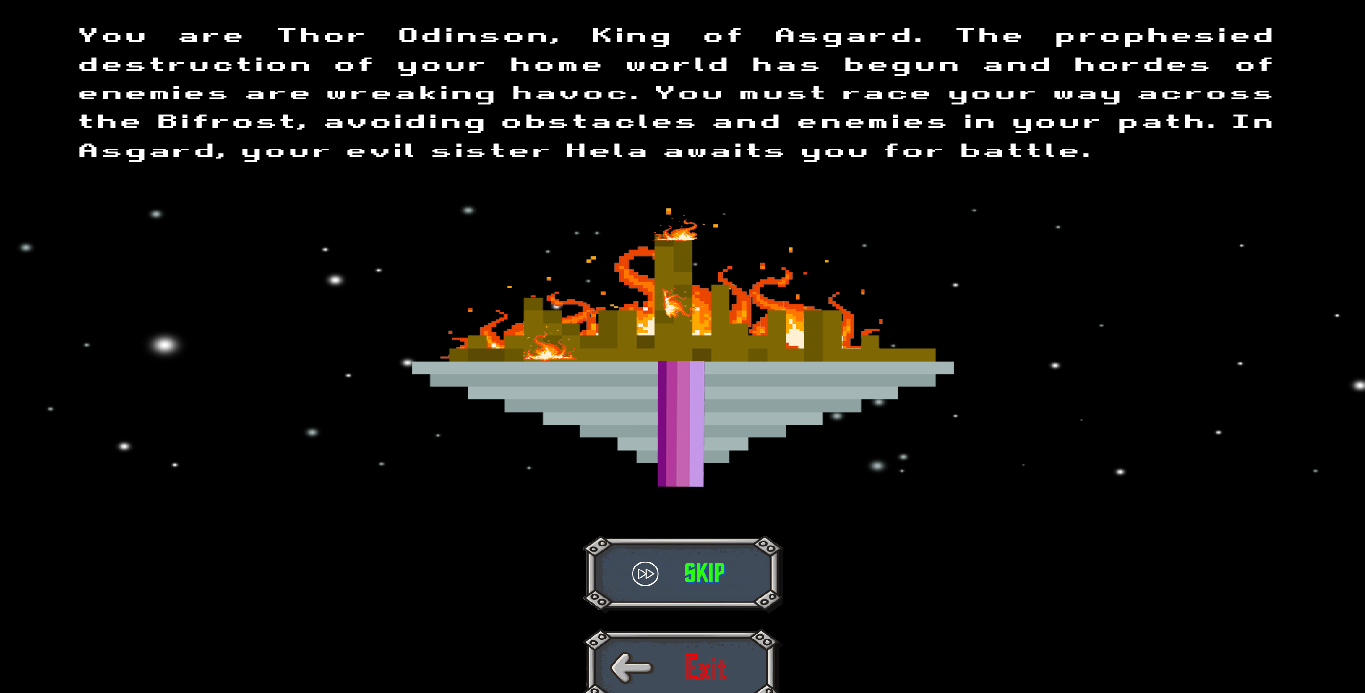 You are Thor Odinson, King of Asgard. The prophesied
destruction of your home world has begun and hordes of
enemies are wreaking havoc. You must race your way across
the Bifrost, avoiding obstacles and enemies in your path. In
Asgard, your evil sister Hela awaits you for battle.
SKIP
Exit